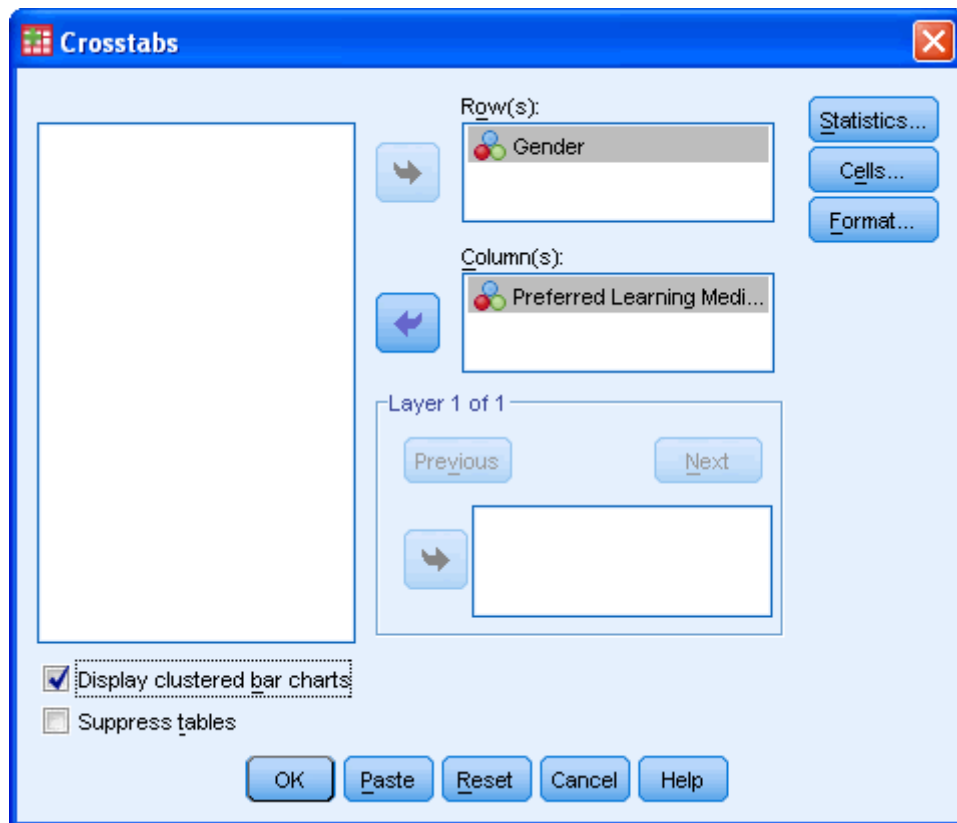 Crosstabs
Row(s):
Gender
Statistics...
Cells...
Format...
Column(s):
Preferred Learning Medi...
Layer 1 of 1
Previous
Next
Display clustered bar charts
Suppress tables
OK
Paste
Reset
Cancel
Help